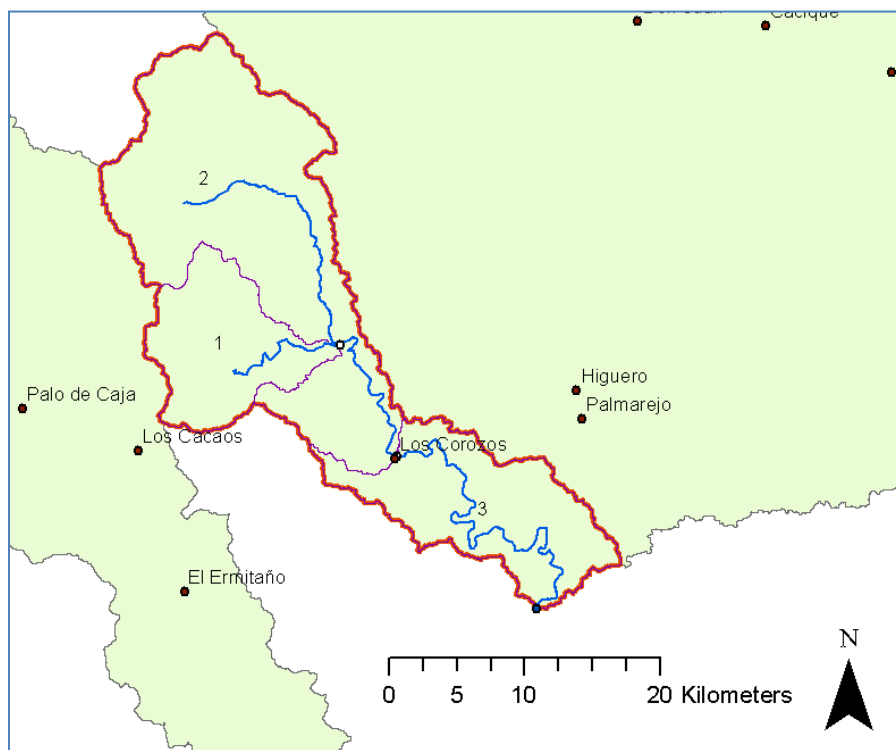 Cacique
2
1
Higuero
Palo de Caja
Palmarejo
Los Cacaos
Los Corozos
3
El Ermitaño
N
0 5 10 20 Kilometers